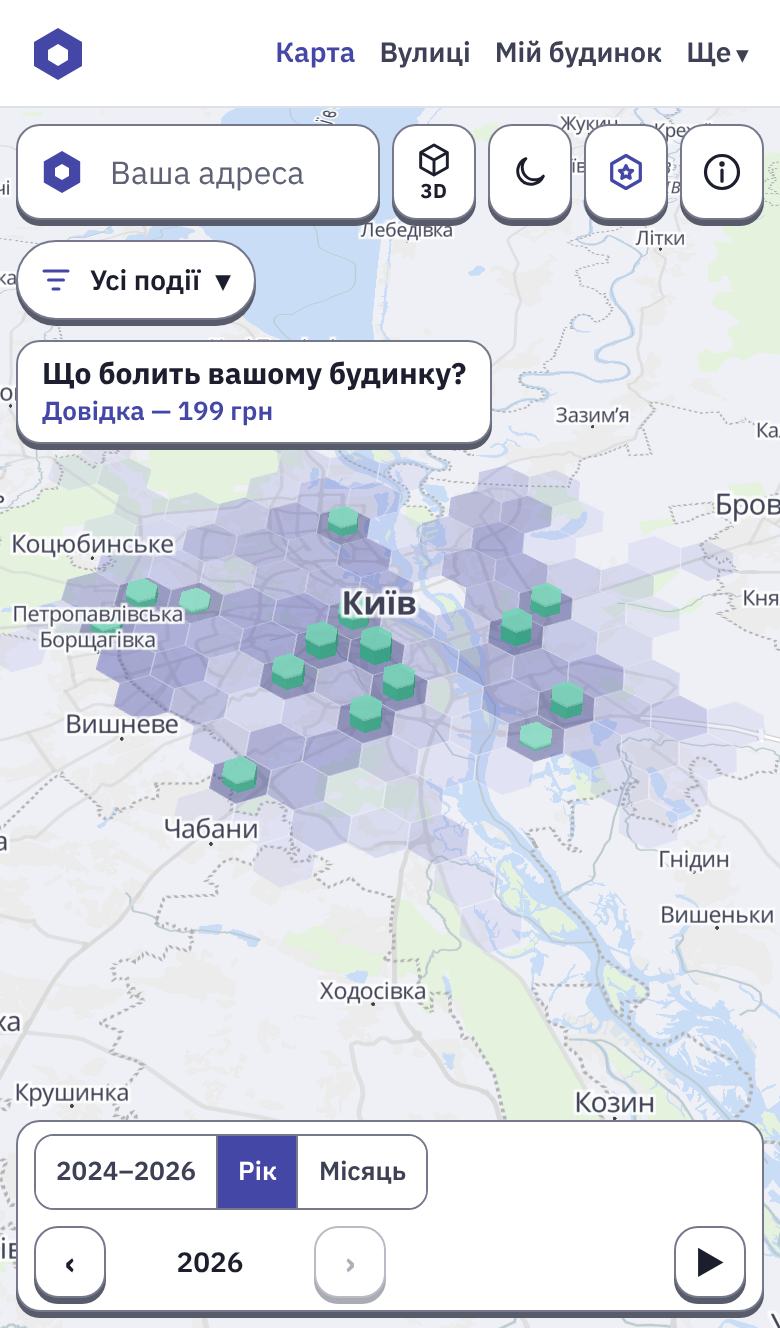 Карта Вулиці Мій будинок Ще ▾
Жукин
Ваша адреса
3D
Лебедівка
Літки
Усі події ▼
Що болить вашому будинку?
Довідка — 199 грн
Зазим'я
Бров
Коцюбинське
Київ
Кня
Петропавлівська
Борщагівка
Вишневе
Чабани
Гнідин
Вишеньки
Ходосівка
Крушинка
Козин
2024–2026 Рік Місяць
‹ 2026 ›